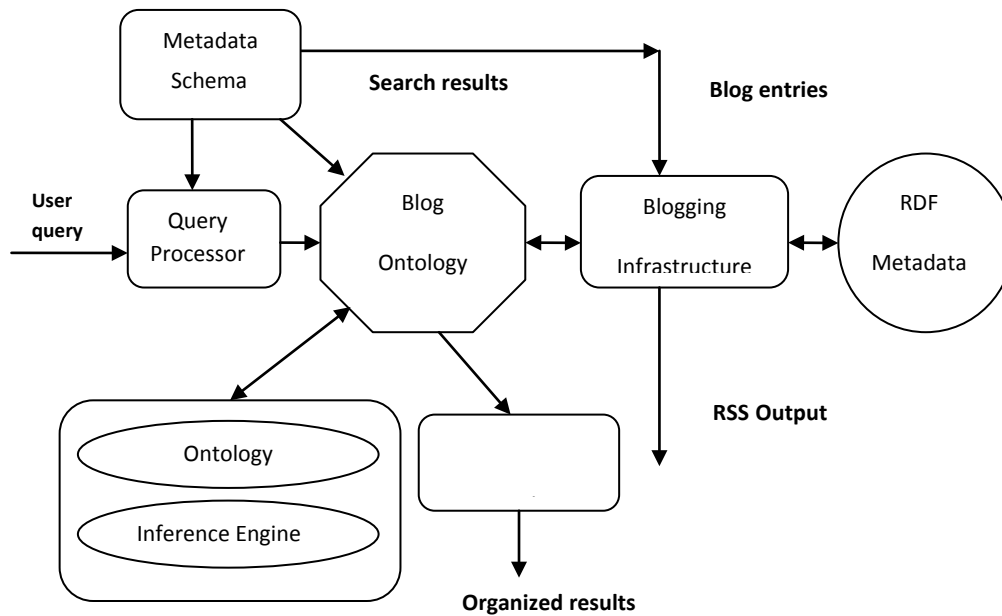 Metadata
Schema
Search results
Blog entries
User
query
Query
Processor
Blog
Ontology
Blogging
Infrastructure
RDF
Metadata
RSS Output
Ontology
Inference Engine
Organized results